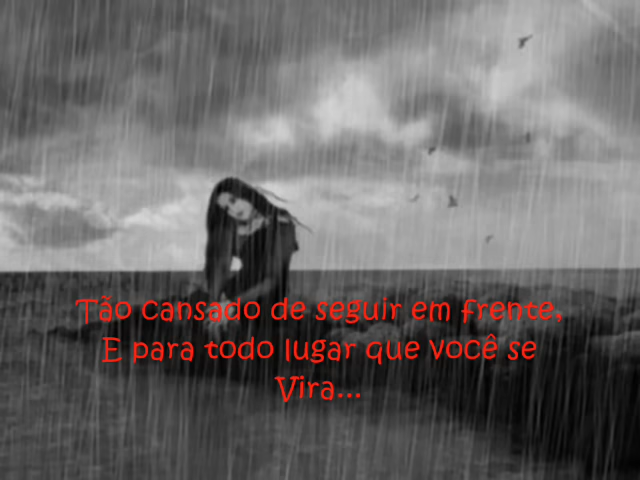 Tão cansado de seguir em frente,
E para todo lugar que você se
Vira...